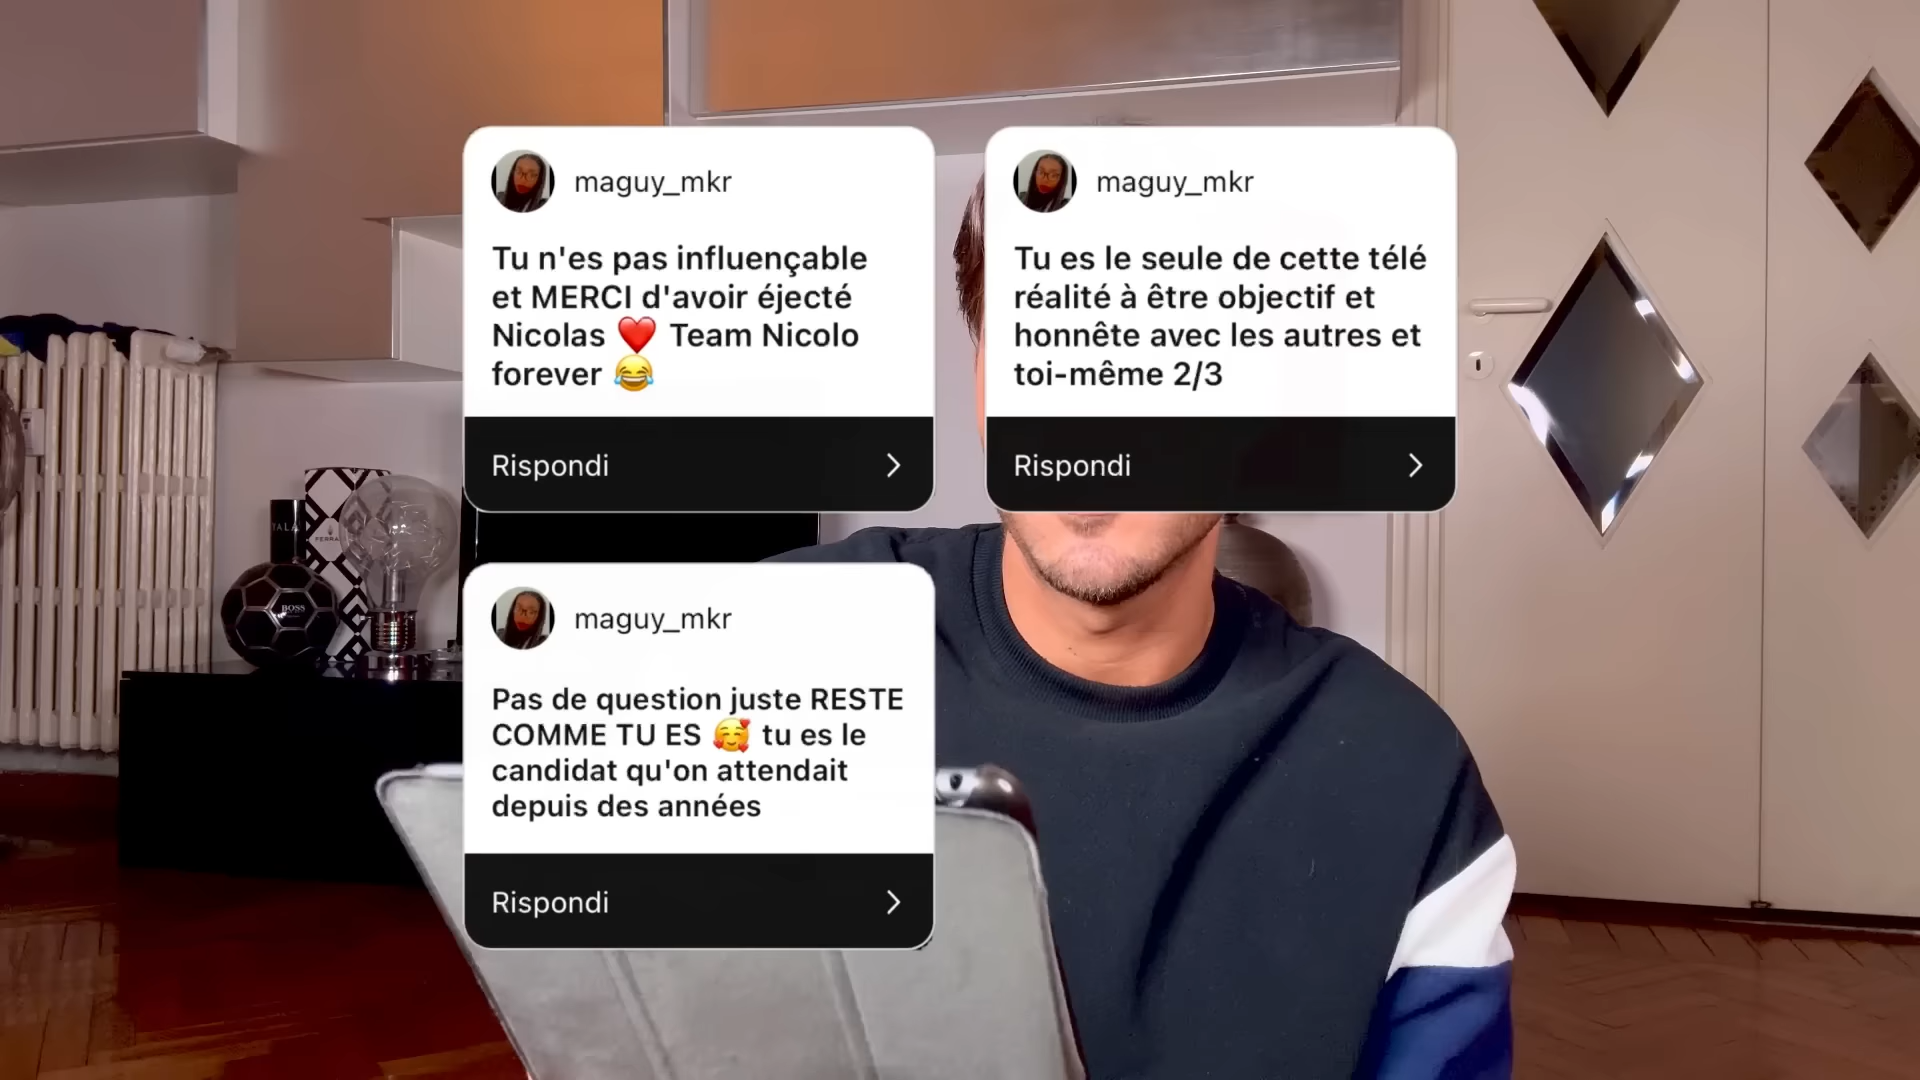 maguy_mkr
Tu n'es pas influençable
et MERCI d'avoir éjecté
Nicolas ❤️ Team Nicolo
forever 😂
Rispondi
maguy_mkr
Tu es le seule de cette télé
réalité à être objectif et
honnête avec les autres et
toi-même 2/3
Rispondi
maguy_mkr
Pas de question juste RESTE
COMME TU ES 🥰 tu es le
candidat qu'on attendait
depuis des années
Rispondi
BOSS